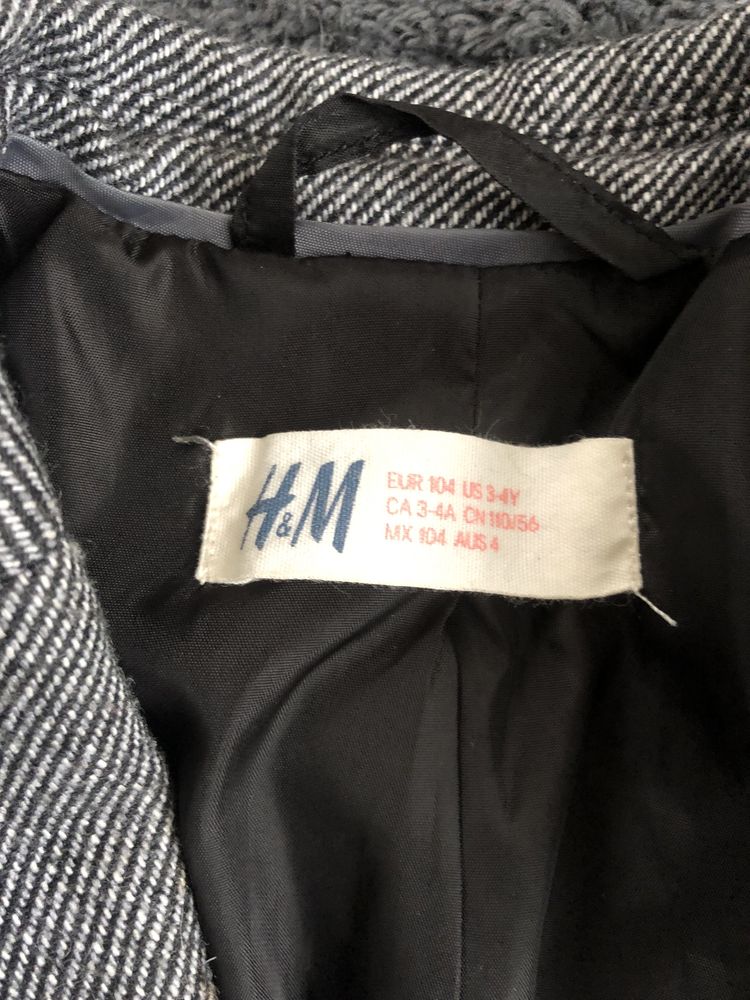 H&M
EUR 104 US 3-4Y
CA 3-4A CN 110/56
MX 104 AUS 4